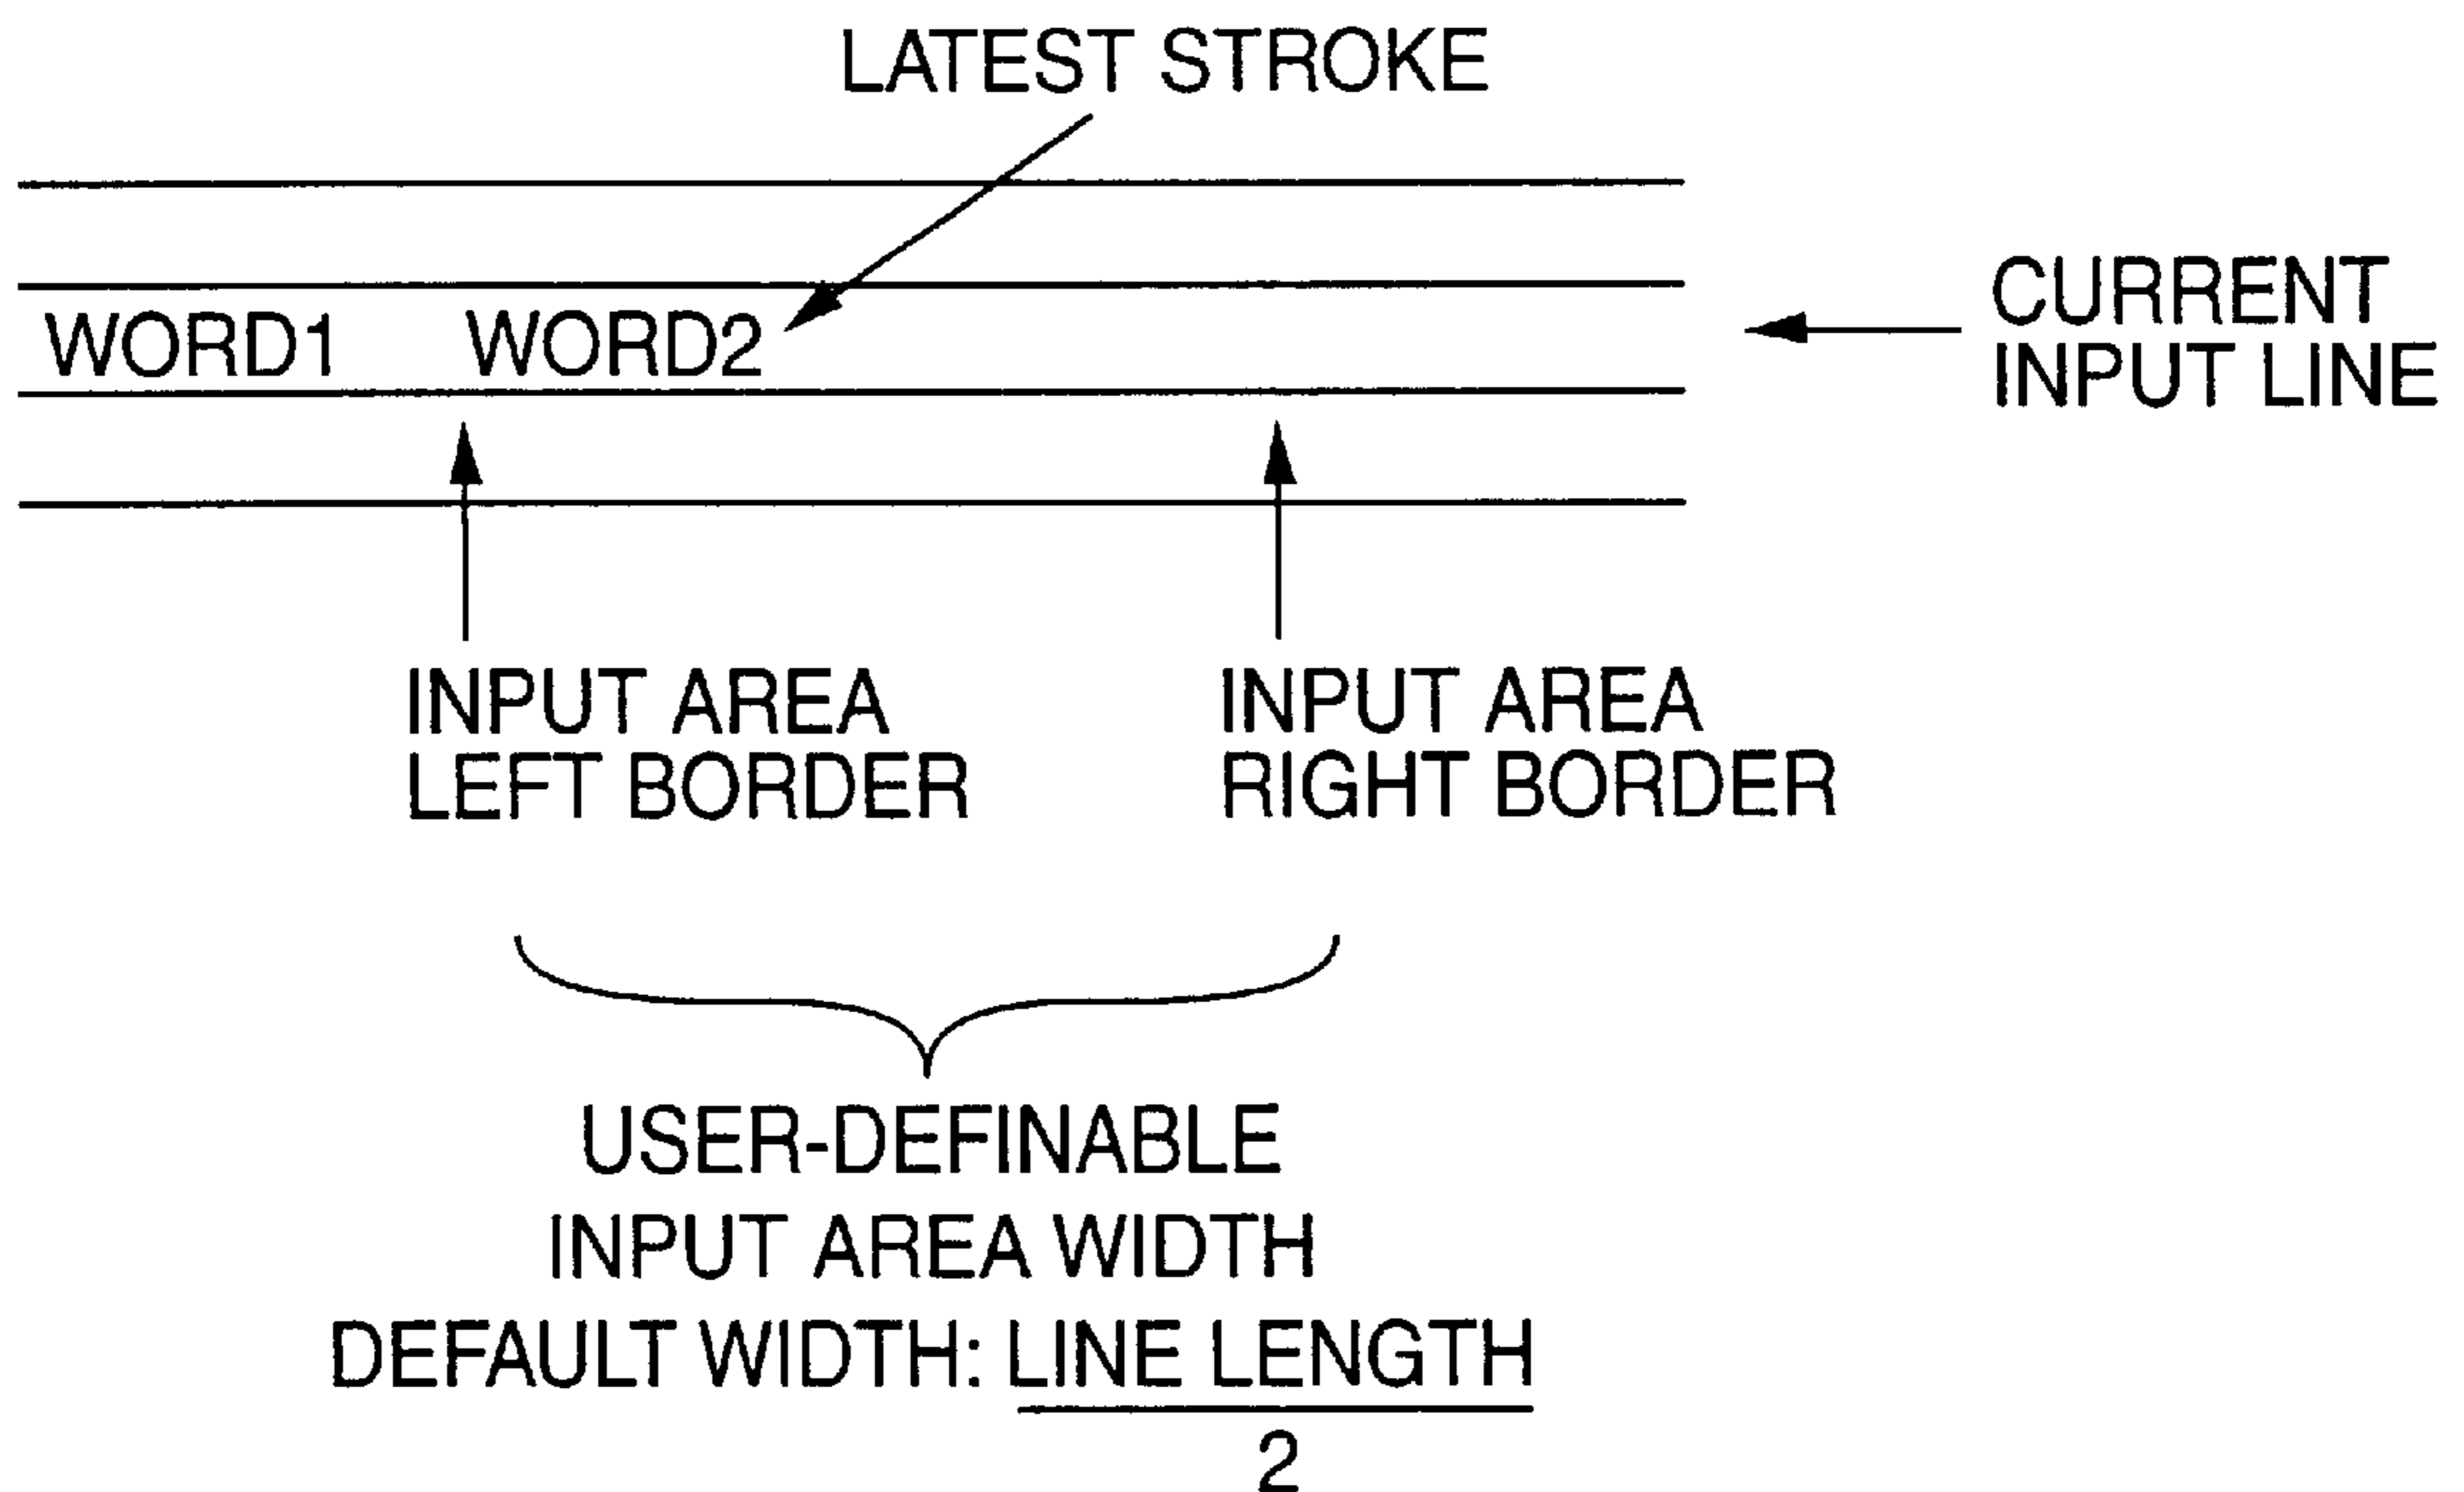 LATEST STROKE
CURRENT
INPUT LINE
WORD1 WORD2
INPUT AREA
LEFT BORDER
INPUT AREA
RIGHT BORDER
USER-DEFINABLE
INPUT AREA WIDTH
DEFAULT WIDTH: LINE LENGTH
2